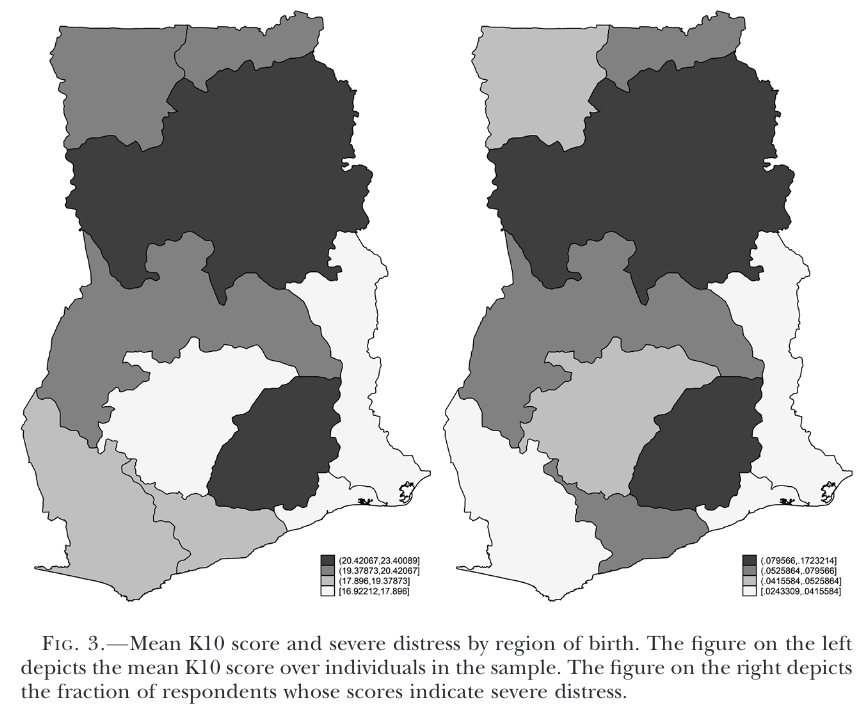 (20.42067,23.40089]
(19.37873,20.42067]
(17.896,19.37873]
[16.92212,17.896]
(.079566,.1723214]
(.0525864,.079566]
(.0415584,.0525864]
[.0243309,.0415584]
FIG. 3.—Mean K10 score and severe distress by region of birth. The figure on the left
depicts the mean K10 score over individuals in the sample. The figure on the right depicts
the fraction of respondents whose scores indicate severe distress.